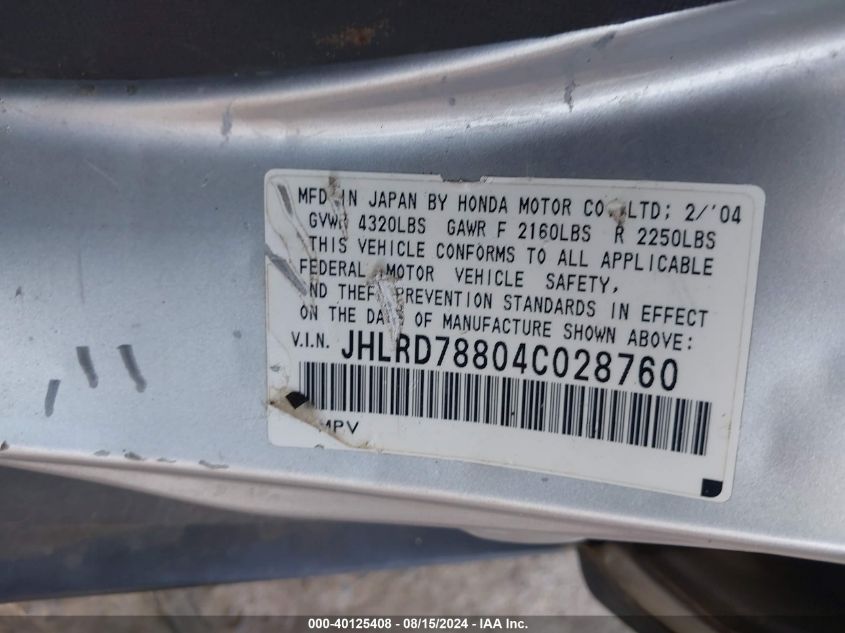 MFD IN JAPAN BY HONDA MOTOR CO LTD; 2/'04
GVWR 4320LBS GAWR F 2160LBS R 2250LBS
THIS VEHICLE CONFORMS TO ALL APPLICABLE
FEDERAL MOTOR VEHICLE SAFETY,
ND THEFT PREVENTION STANDARDS IN EFFECT
ON THE DATE OF MANUFACTURE SHOWN ABOVE:
V.I.N. JHLRD78804C028760
MPV
000-40125408 - 08/15/2024 - IAA Inc.